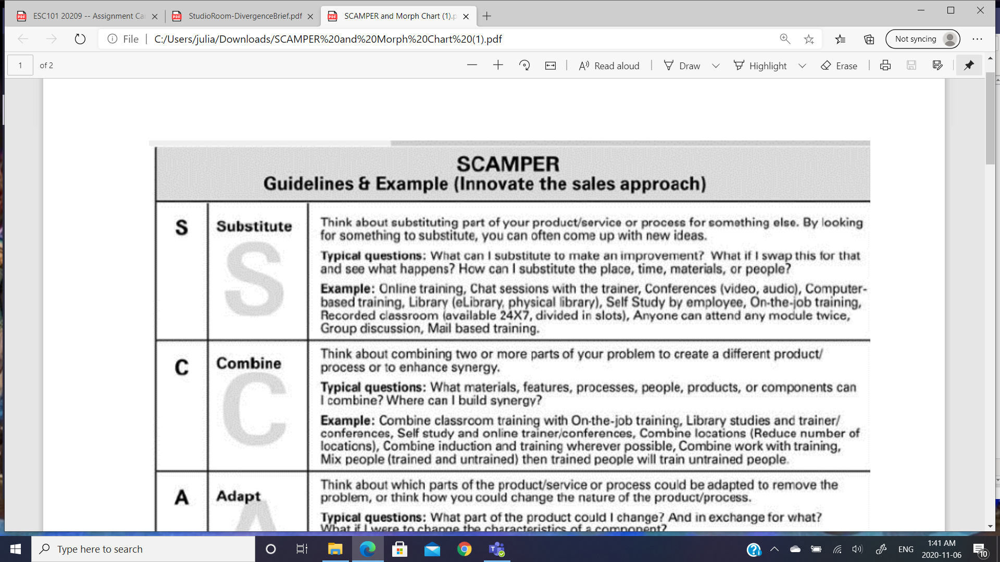 ESC101 20209 -- Assignment Ca
StudioRoom-DivergenceBrief.pdf
SCAMPER and Morph Chart (1).p
File
C:/Users/julia/Downloads/SCAMPER%20and%20Morph%20Chart%20(1).pdf
Not syncing
1 of 2
Read aloud
Draw
Highlight
Erase
SCAMPER
Guidelines & Example (Innovate the sales approach)
S
Substitute
S
Think about substituting part of your product/service or process for something else. By looking
for something to substitute, you can often come up with new ideas.
Typical questions: What can I substitute to make an improvement? What if I swap this for that
and see what happens? How can I substitute the place, time, materials, or people?
Example: Online training, Chat sessions with the trainer, Conferences (video, audio), Computer-
based training, Library (eLibrary, physical library), Self Study by employee, On-the-job training,
Recorded classroom (available 24X7, divided in slots), Anyone can attend any module twice,
Group discussion, Mail based training.
C
Combine
C
Think about combining two or more parts of your problem to create a different product/
process or to enhance synergy.
Typical questions: What materials, features, processes, people, products, or components can
I combine? Where can I build synergy?
Example: Combine classroom training with On-the-job training, Library studies and trainer/
conferences, Self study and online trainer/conferences, Combine locations (Reduce number of
locations), Combine induction and training wherever possible, Combine work with training,
Mix people (trained and untrained) then trained people will train untrained people.
A
Adapt
A
Think about which parts of the product/service or process could be adapted to remove the
problem, or think how you could change the nature of the product/process.
Typical questions: What part of the product could I change? And in exchange for what?
What if I were to change the characteristics of a component?
Type here to search
ENG
1:41 AM
2020-11-06
10